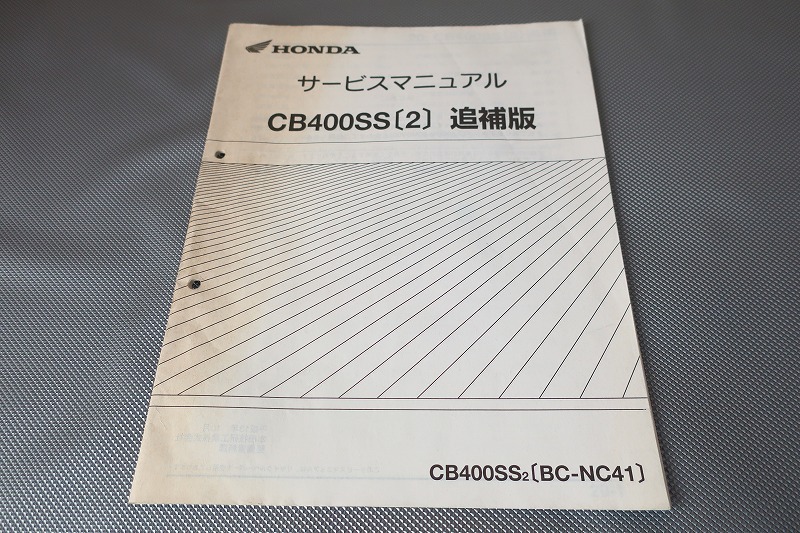 HONDA
サービスマニュアル
CB400SS〔2〕 追補版
CB400SS2〔BC-NC41〕